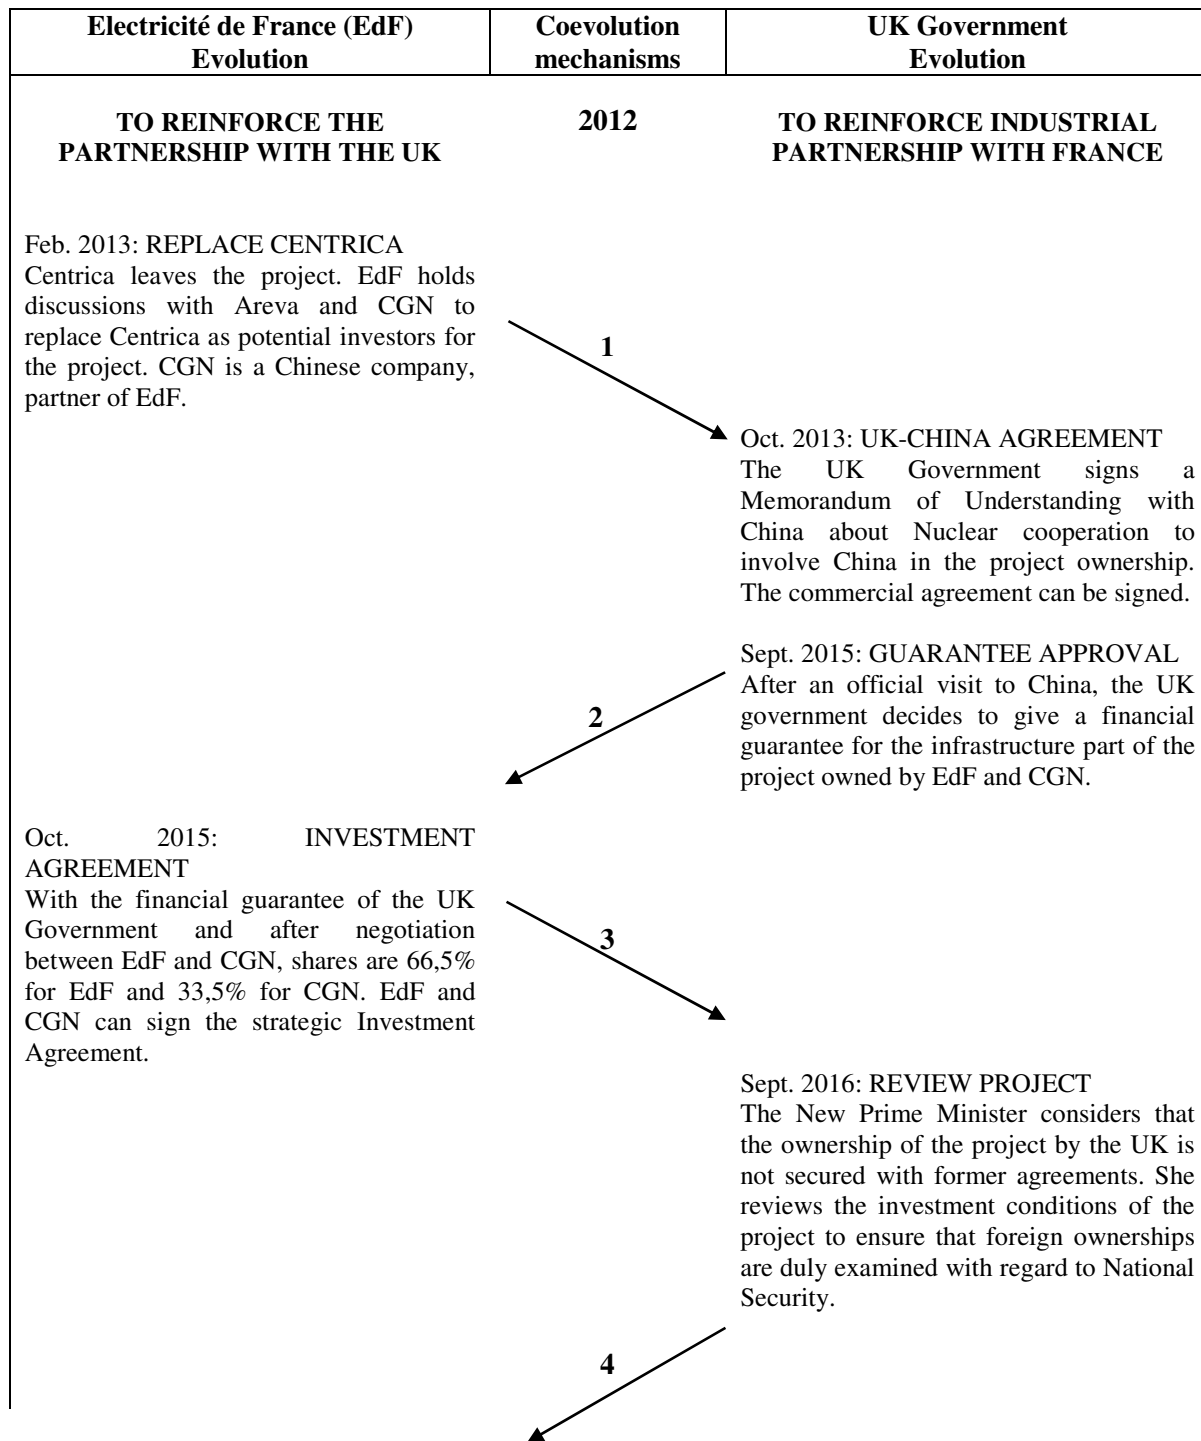 Electricité de France (EdF)
Evolution
Coevolution
mechanisms
UK Government
Evolution
TO REINFORCE THE
PARTNERSHIP WITH THE UK
2012
TO REINFORCE INDUSTRIAL
PARTNERSHIP WITH FRANCE
Feb. 2013: REPLACE CENTRICA
Centrica leaves the project. EdF holds
discussions with Areva and CGN to
replace Centrica as potential investors for
the project. CGN is a Chinese company,
partner of EdF.
1
Oct. 2013: UK-CHINA AGREEMENT
The UK Government signs a
Memorandum of Understanding with
China about Nuclear cooperation to
involve China in the project ownership.
The commercial agreement can be signed.
Sept. 2015: GUARANTEE APPROVAL
After an official visit to China, the UK
government decides to give a financial
guarantee for the infrastructure part of the
project owned by EdF and CGN.
2
Oct. 2015: INVESTMENT
AGREEMENT
With the financial guarantee of the UK
Government and after negotiation
between EdF and CGN, shares are 66,5%
for EdF and 33,5% for CGN. EdF and
CGN can sign the strategic Investment
Agreement.
3
Sept. 2016: REVIEW PROJECT
The New Prime Minister considers that
the ownership of the project by the UK is
not secured with former agreements. She
reviews the investment conditions of the
project to ensure that foreign ownerships
are duly examined with regard to National
Security.
4